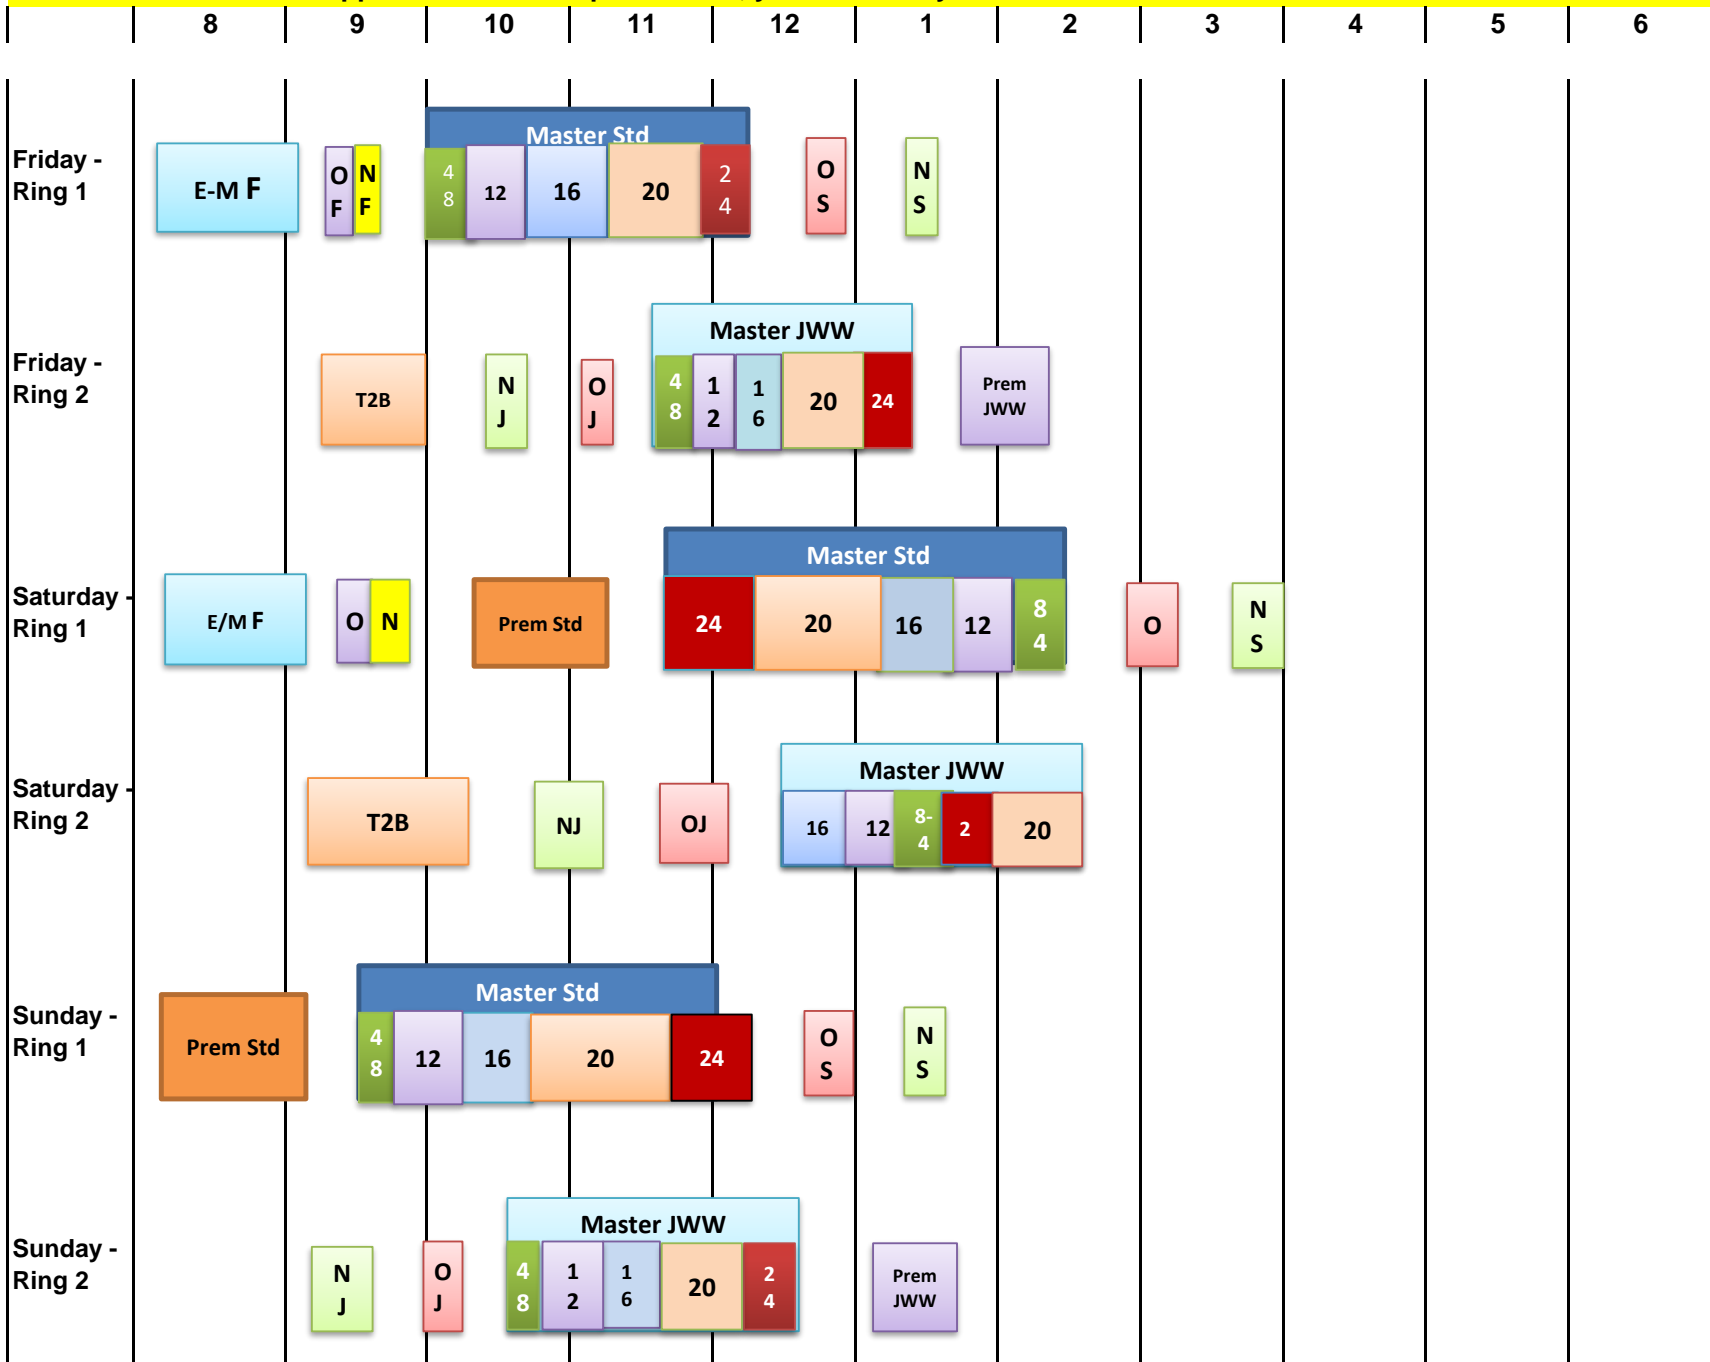 8 9 10 11 12 1 2 3 4 5 6
Friday -
Ring 1
E-M F
O
F
N
F
Master Std
4
8
12
16
20
2
4
O
S
N
S
Friday -
Ring 2
T2B
N
J
O
J
Master JWW
4
8
1
2
1
6
20
24
Prem
JWW
Saturday -
Ring 1
E/M F
O
N
Prem Std
Master Std
24
20
16
12
8
4
O
N
S
Saturday -
Ring 2
T2B
NJ
OJ
Master JWW
16
12
8-
4
2
20
Sunday -
Ring 1
Prem Std
Master Std
4
8
12
16
20
24
O
S
N
S
Sunday -
Ring 2
N
J
O
J
Master JWW
4
8
1
2
1
6
20
2
4
Prem
JWW